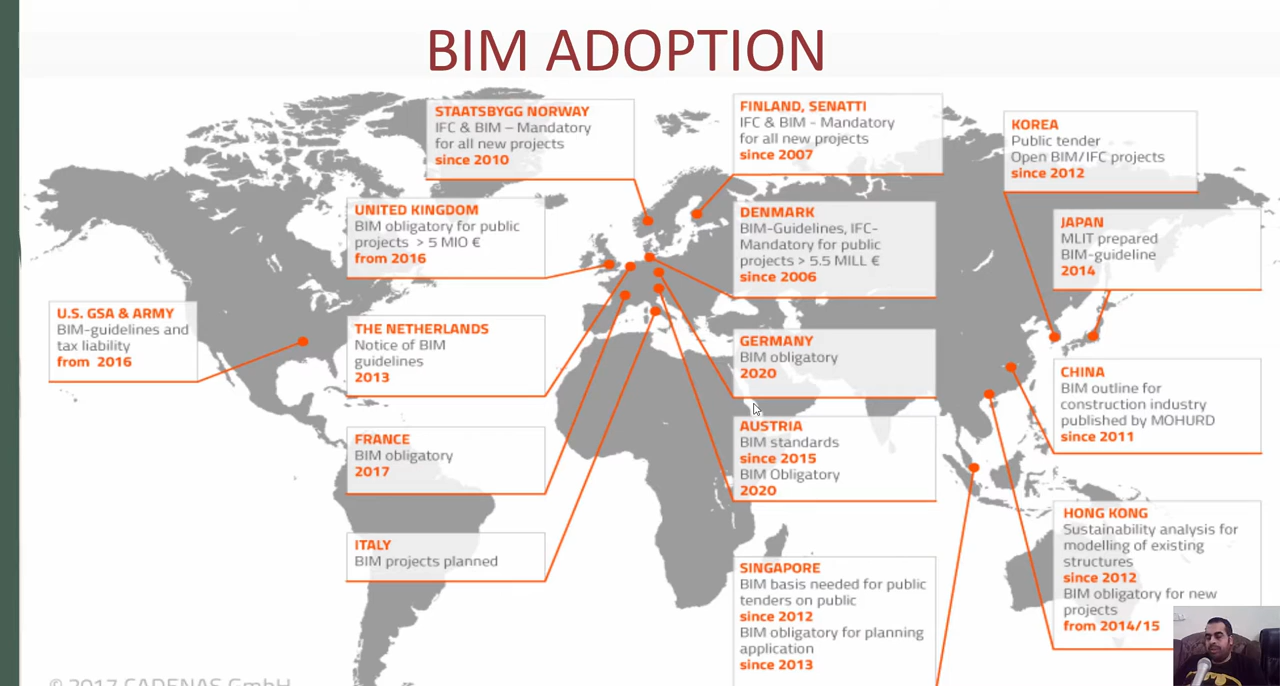 BIM ADOPTION
STAATSBYGG NORWAY
IFC & BIM – Mandatory
for all new projects
since 2010
FINLAND, SENATTI
IFC & BIM - Mandatory
for all new projects
since 2007
KOREA
Public tender
Open BIM/IFC projects
since 2012
UNITED KINGDOM
BIM obligatory for public
projects > 5 MIO €
from 2016
DENMARK
BIM-Guidelines, IFC-
Mandatory for public
projects > 5.5 MILL €
since 2006
JAPAN
MLIT prepared
BIM-guideline
2014
U.S. GSA & ARMY
BIM-guidelines and
tax liability
from 2016
THE NETHERLANDS
Notice of BIM
guidelines
2013
GERMANY
BIM obligatory
2020
CHINA
BIM outline for
construction industry
published by MOHURD
since 2011
FRANCE
BIM obligatory
2017
AUSTRIA
BIM standards
since 2015
BIM Obligatory
2020
ITALY
BIM projects planned
SINGAPORE
BIM basis needed for public
tenders on public
since 2012
BIM obligatory for planning
application
since 2013
HONG KONG
Sustainability analysis for
modelling of existing
structures
since 2012
BIM obligatory for new
projects
from 2014/15
© 2017 CADENAS GmbH